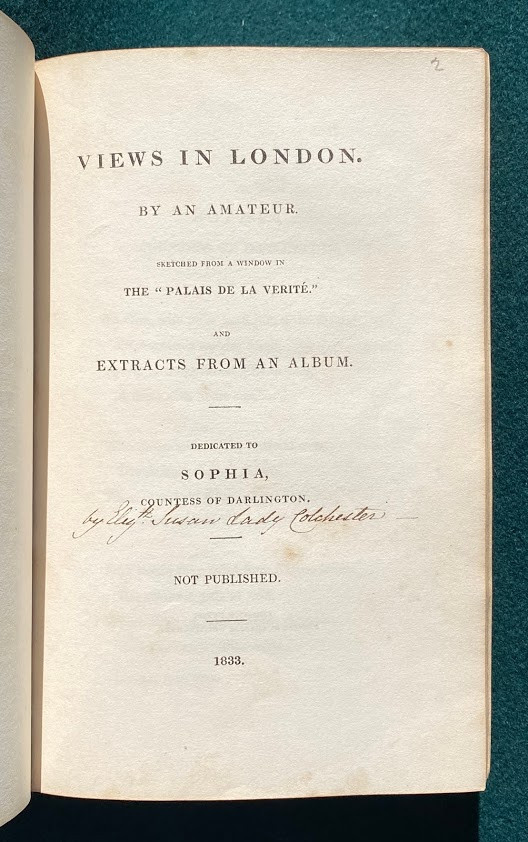 2
VIEWS IN LONDON.
BY AN AMATEUR.
SKETCHED FROM A WINDOW IN
THE “ PALAIS DE LA VERITÉ.”
AND
EXTRACTS FROM AN ALBUM.
DEDICATED TO
SOPHIA,
COUNTESS OF DARLINGTON.
by Elizth. Susan Lady Colchester —
NOT PUBLISHED.
1833.